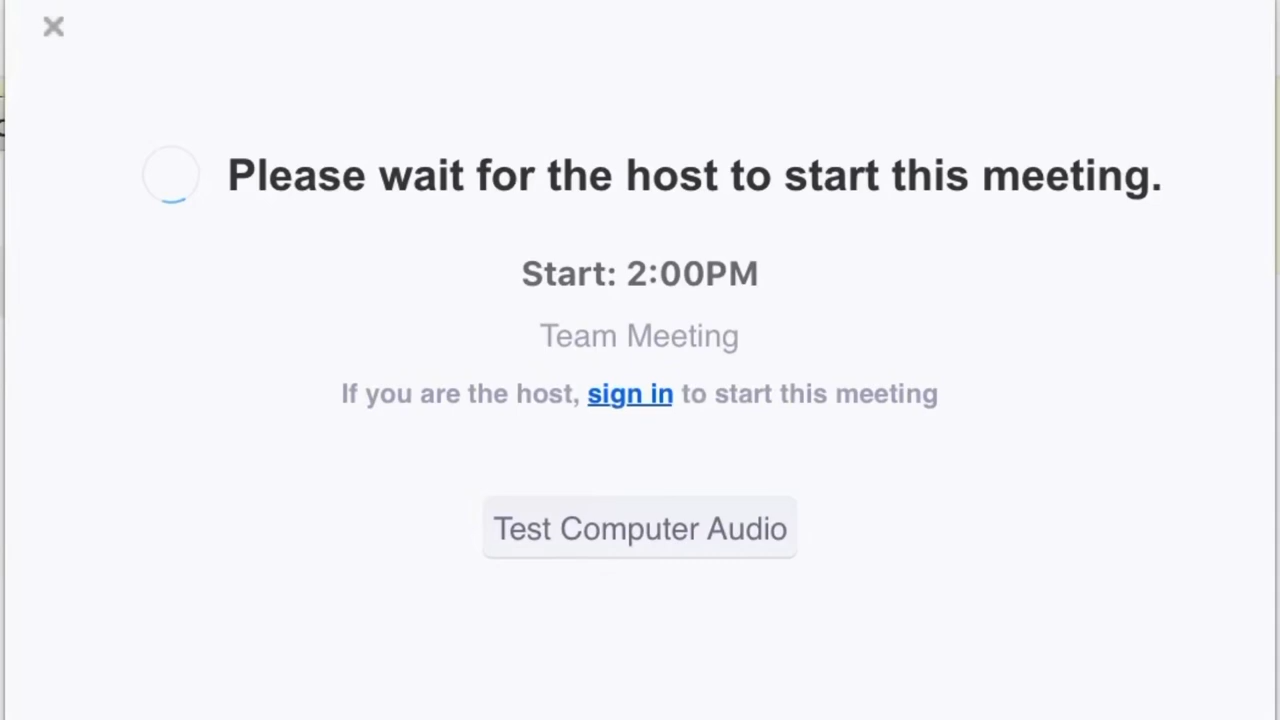 Please wait for the host to start this meeting.
Start: 2:00PM
Team Meeting
If you are the host, sign in to start this meeting
Test Computer Audio